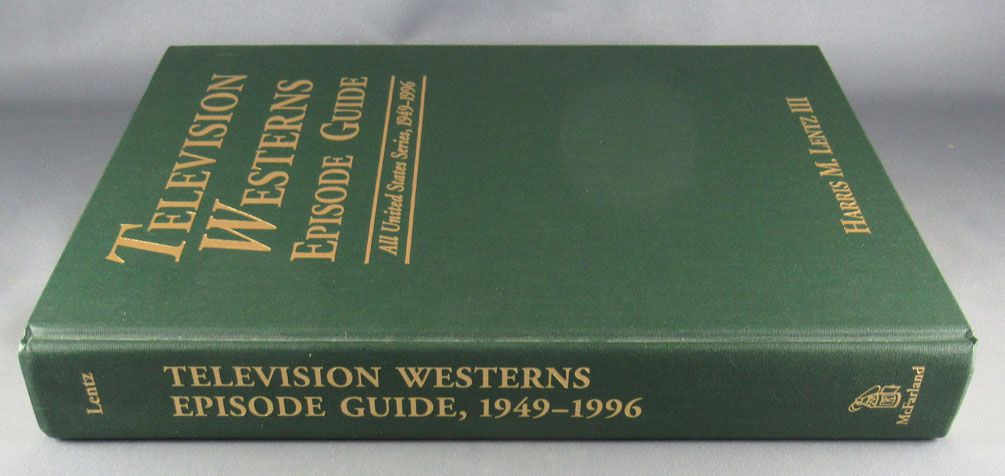 TELEVISION
WESTERNS
EPISODE GUIDE
All United States Series, 1949–1996
HARRIS M. LENTZ III
Lentz
TELEVISION WESTERNS
EPISODE GUIDE, 1949–1996
McFarland